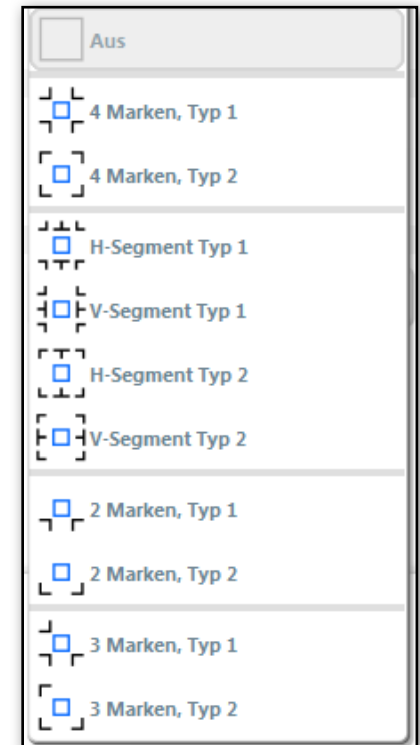 Aus
4 Marken, Typ 1
4 Marken, Typ 2
H-Segment Typ 1
V-Segment Typ 1
H-Segment Typ 2
V-Segment Typ 2
2 Marken, Typ 1
2 Marken, Typ 2
3 Marken, Typ 1
3 Marken, Typ 2